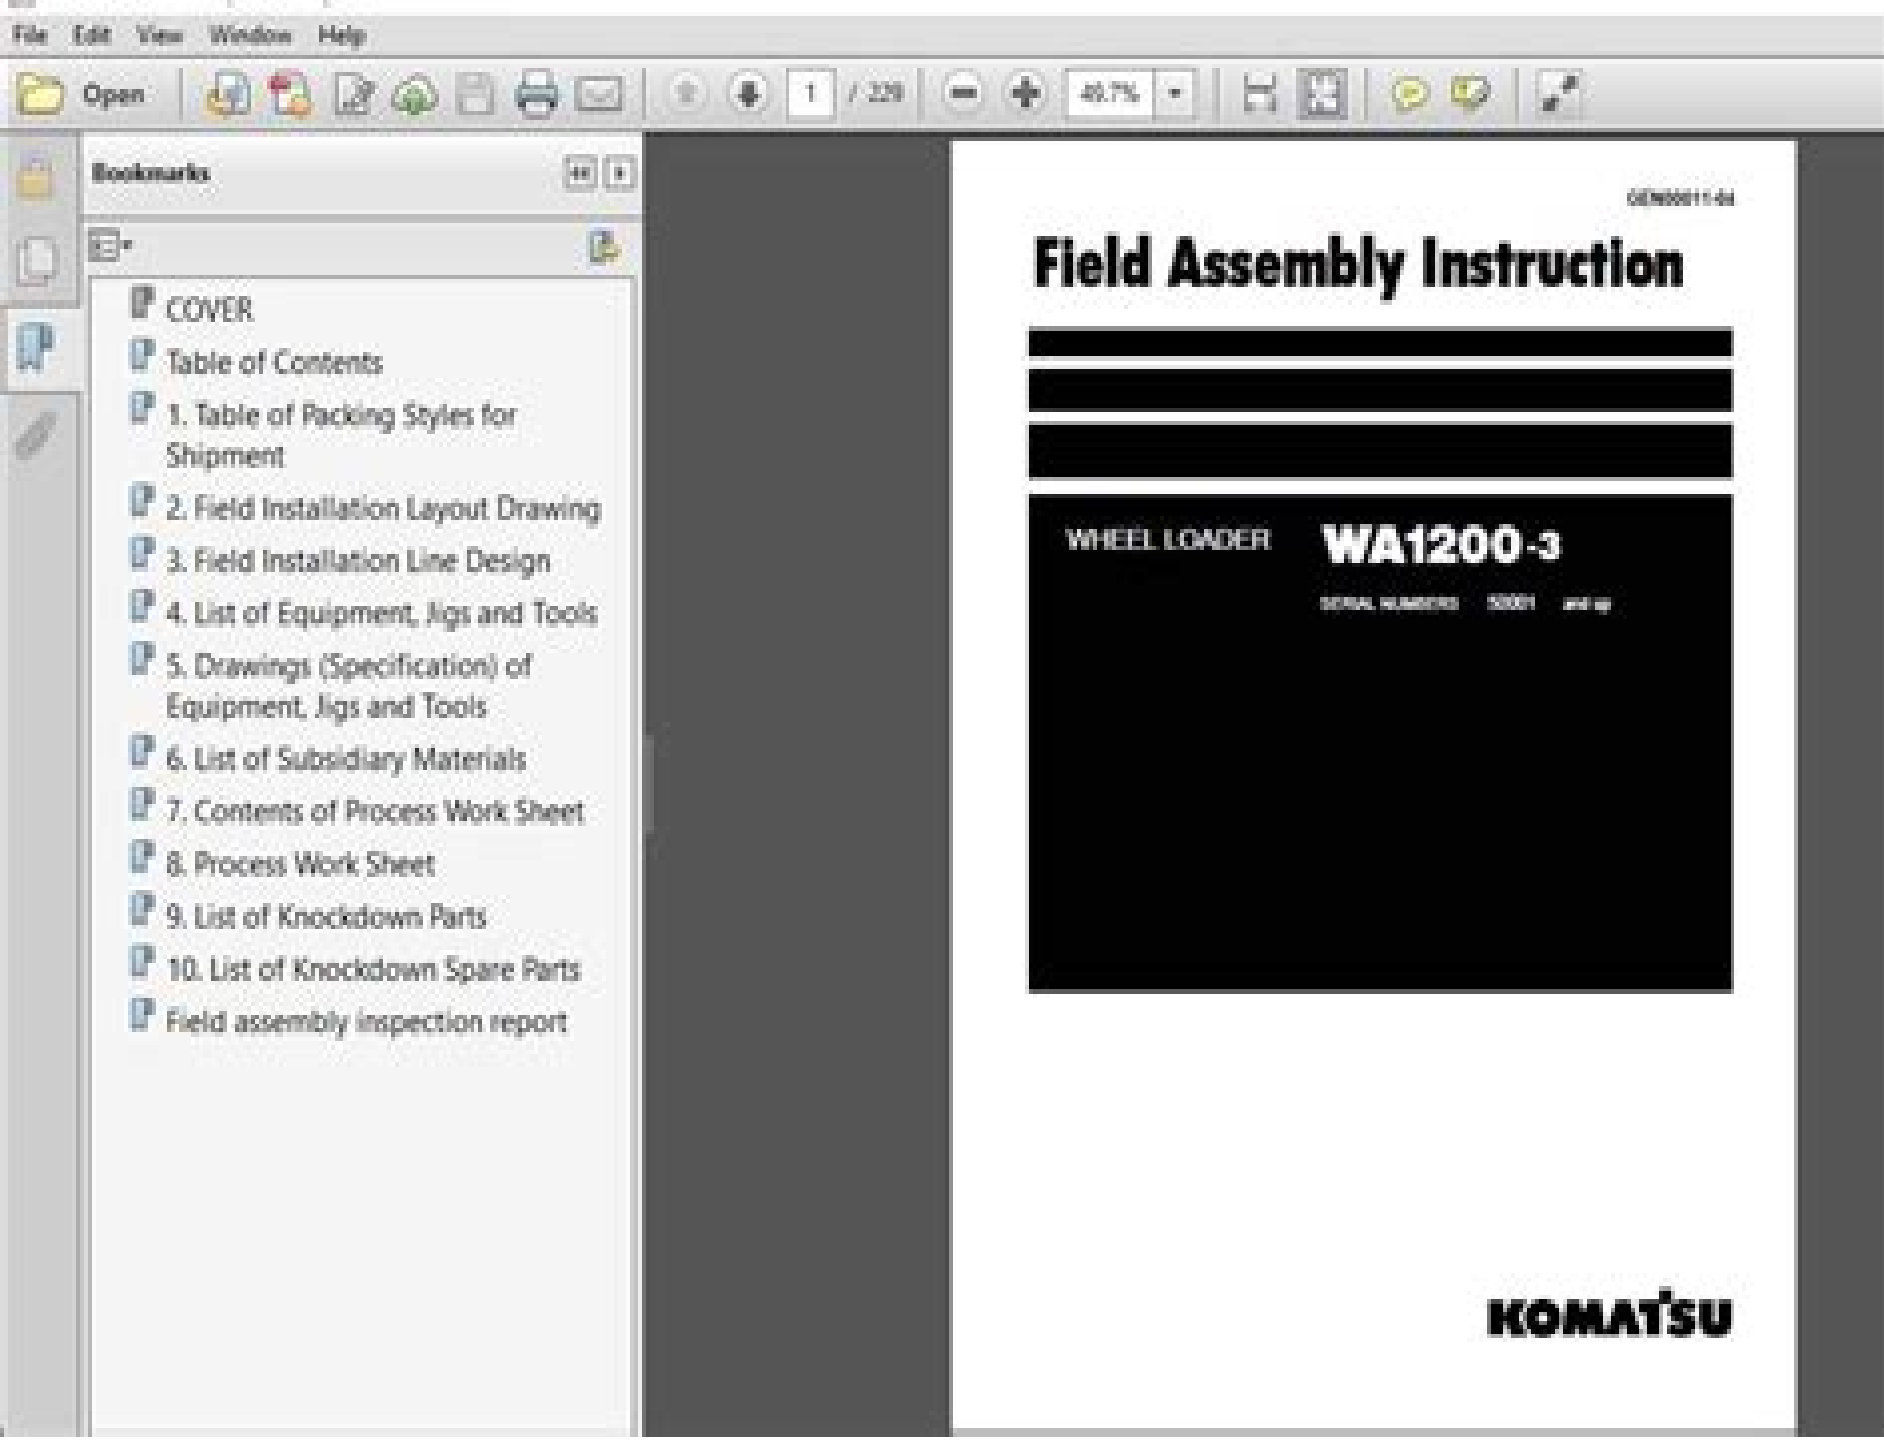 File Edit View Window Help
Open 1 / 229 49.7%
Bookmarks
COVER
Table of Contents
1. Table of Packing Styles for
Shipment
2. Field Installation Layout Drawing
3. Field Installation Line Design
4. List of Equipment, Jigs and Tools
5. Drawings (Specification) of
Equipment, Jigs and Tools
6. List of Subsidiary Materials
7. Contents of Process Work Sheet
8. Process Work Sheet
9. List of Knockdown Parts
10. List of Knockdown Spare Parts
Field assembly inspection report
Field Assembly Instruction
WHEEL LOADER WA1200-3
SERIAL NUMBERS and up
KOMATSU